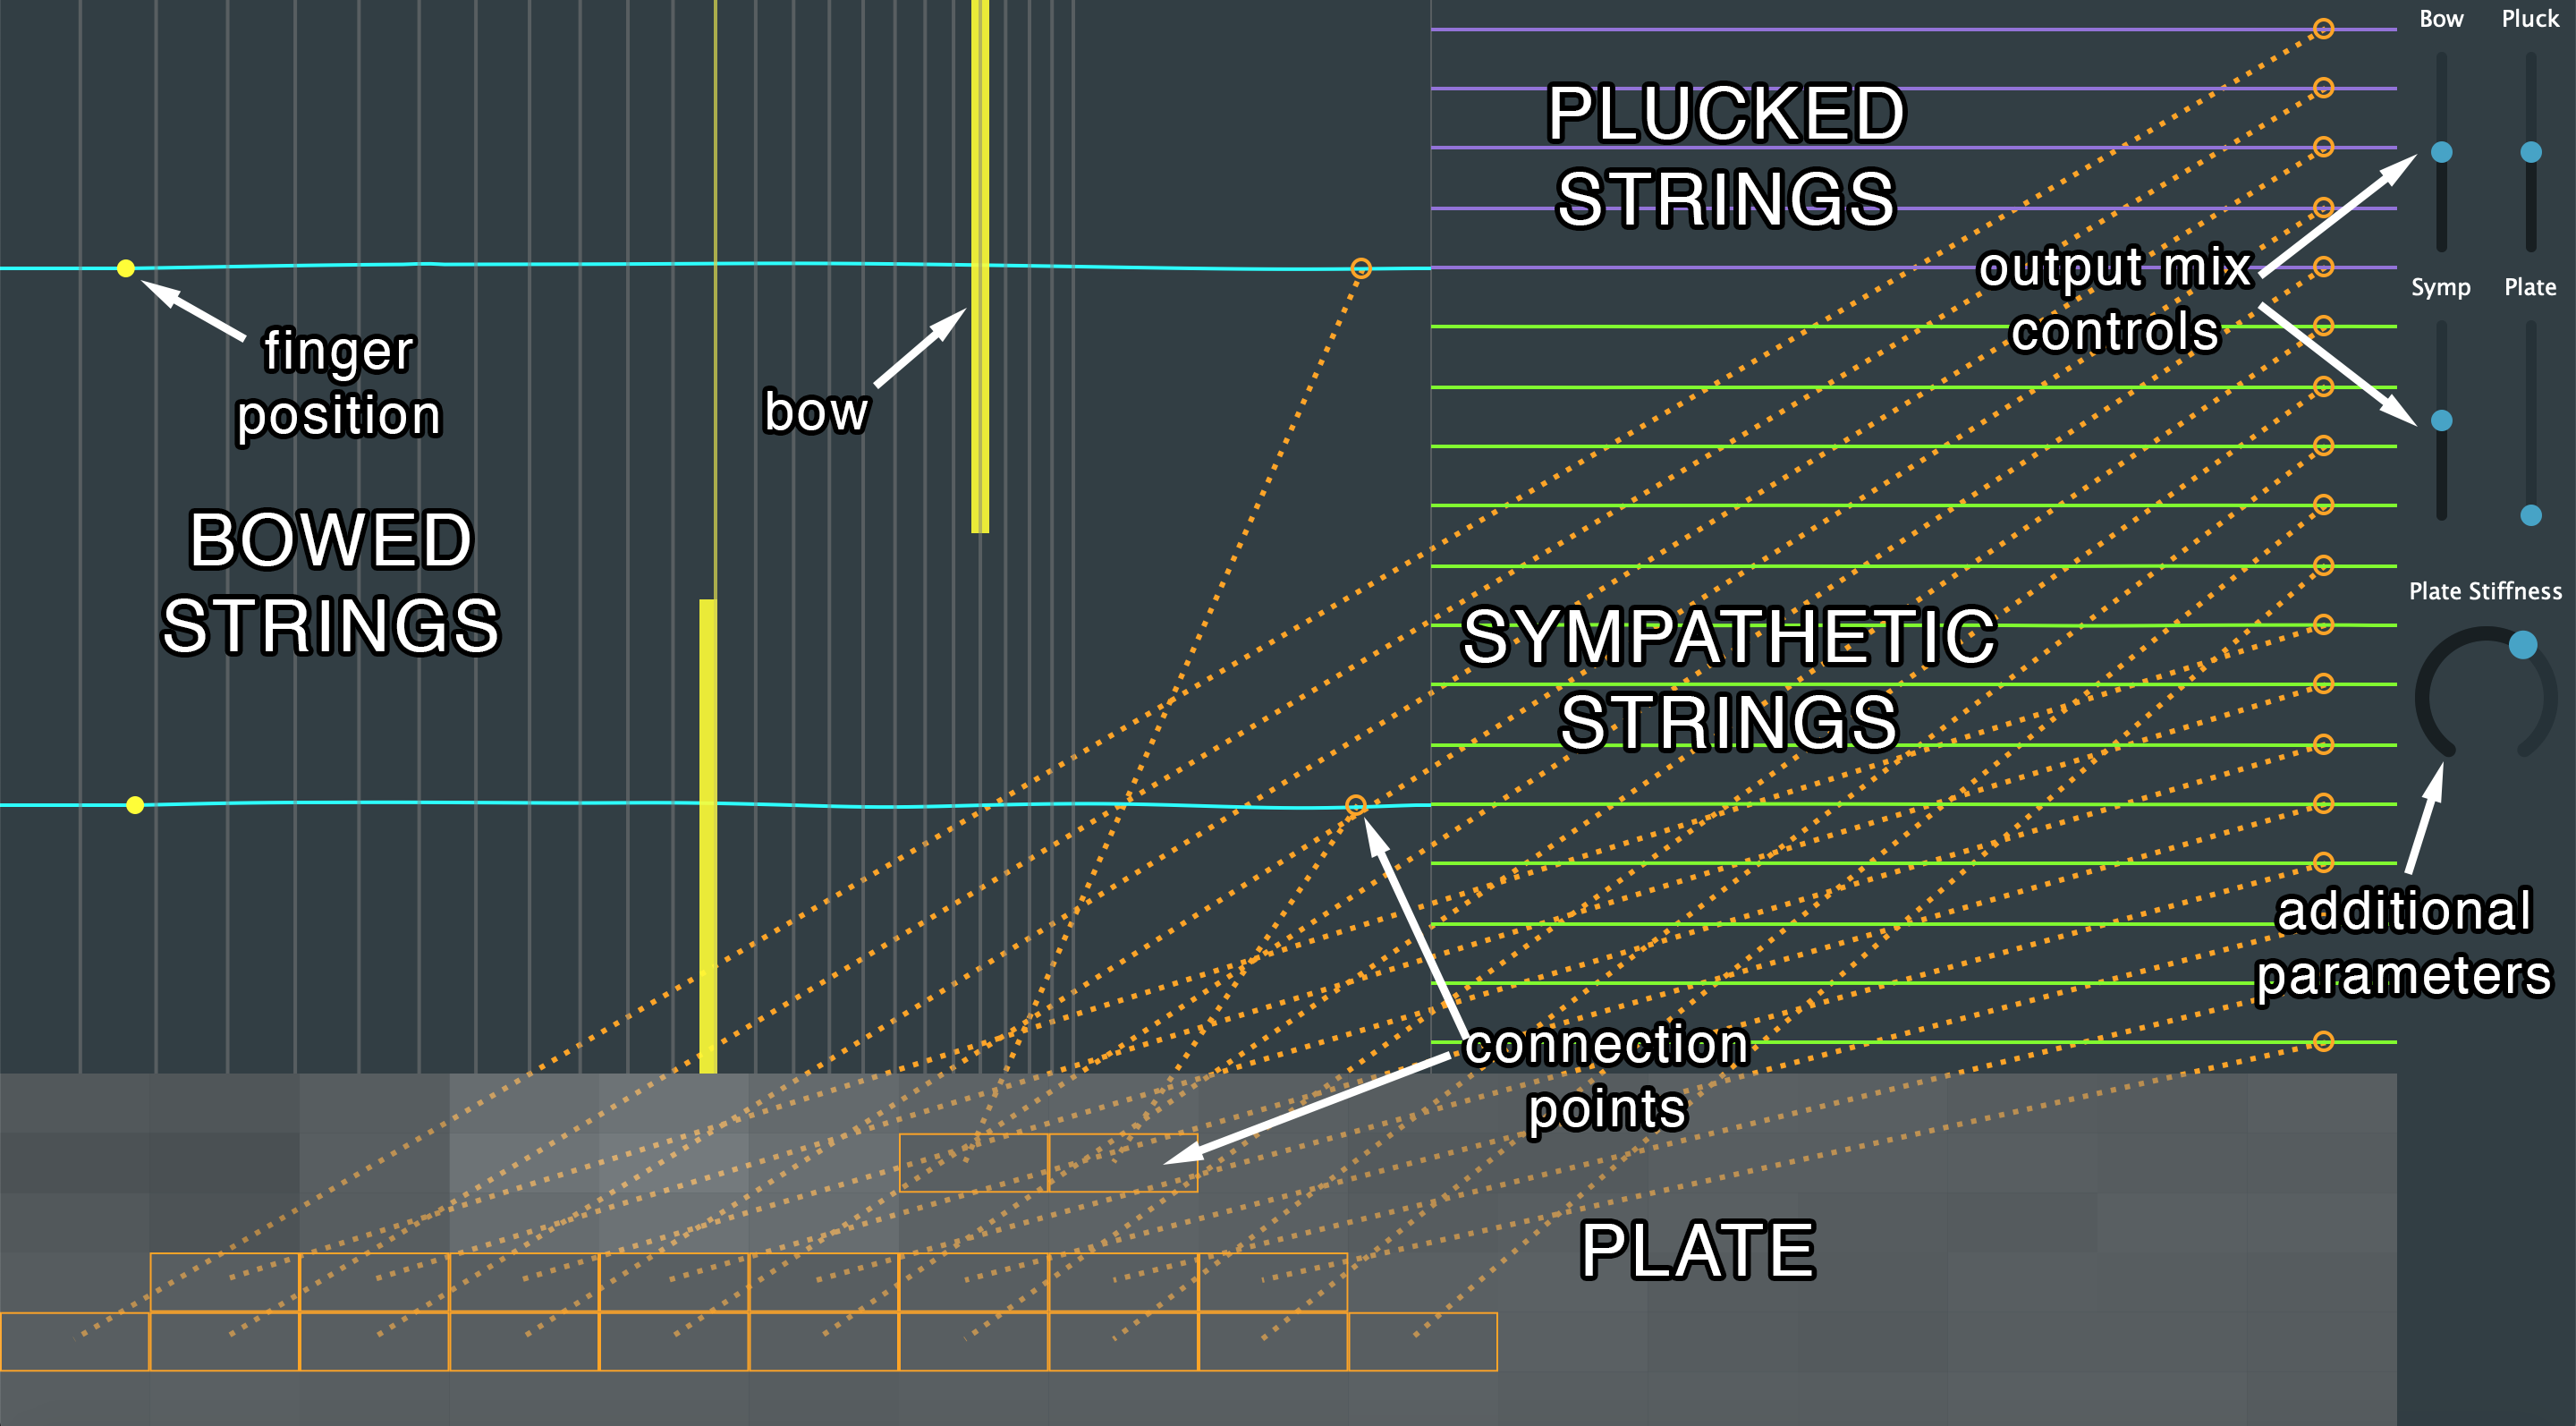 Bow
Pluck
PLUCKED
STRINGS
output mix
controls
Symp
Plate
finger
position
bow
BOWED
STRINGS
Plate Stiffness
SYMPATHETIC
STRINGS
additional
parameters
connection
points
PLATE